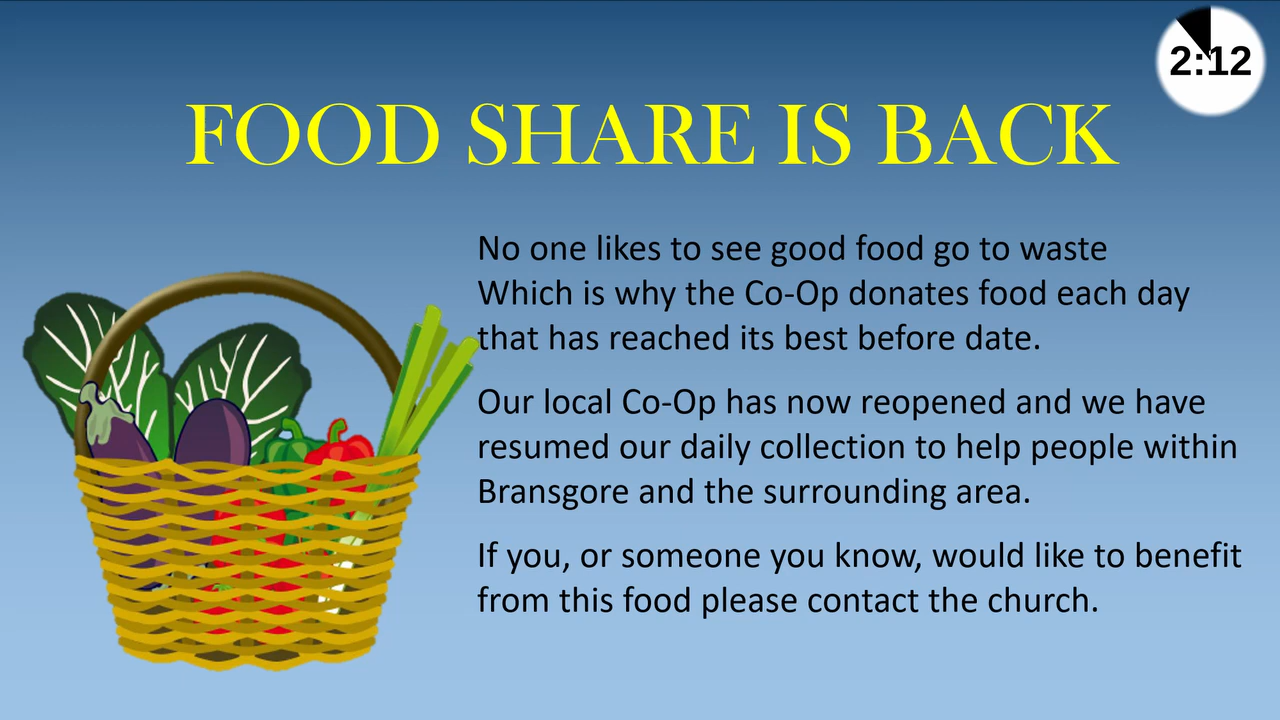 2:12
FOOD SHARE IS BACK
No one likes to see good food go to waste
Which is why the Co-Op donates food each day
that has reached its best before date.
Our local Co-Op has now reopened and we have
resumed our daily collection to help people within
Bransgore and the surrounding area.
If you, or someone you know, would like to benefit
from this food please contact the church.